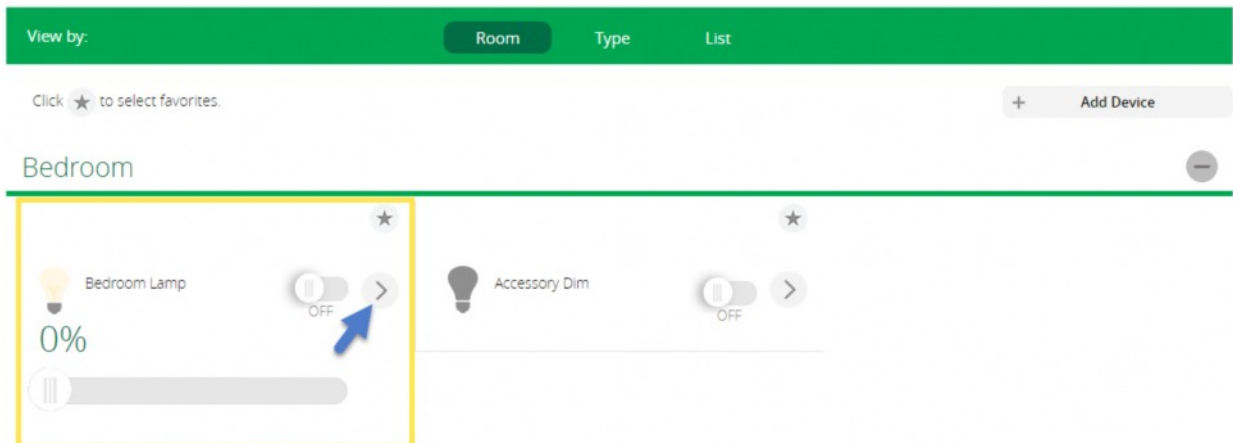 View by: Room Type List
Click ★ to select favorites. + Add Device
Bedroom
Bedroom Lamp OFF Accessory Dim OFF
0%